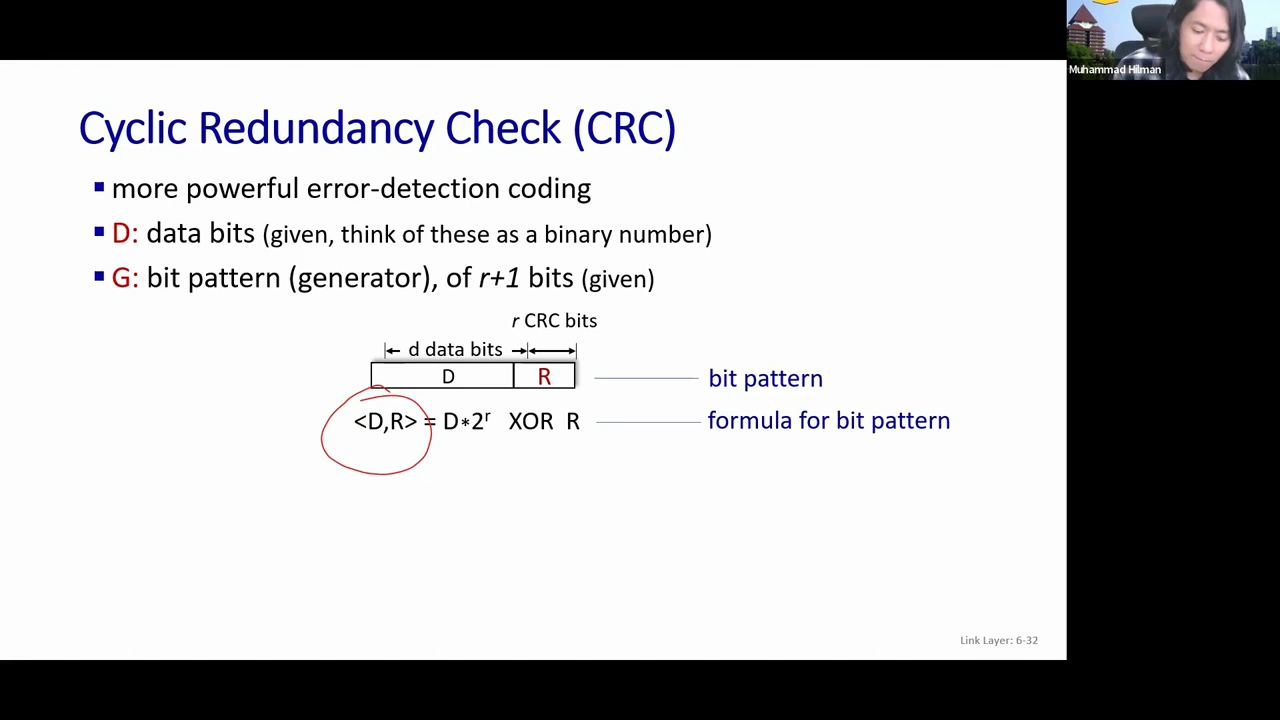 Muhammad Hilman
Cyclic Redundancy Check (CRC)
▪ more powerful error-detection coding
▪ D: data bits (given, think of these as a binary number)
▪ G: bit pattern (generator), of r+1 bits (given)
r CRC bits
d data bits
D R bit pattern
<D,R> = D*2ʳ XOR R formula for bit pattern
Link Layer: 6-32